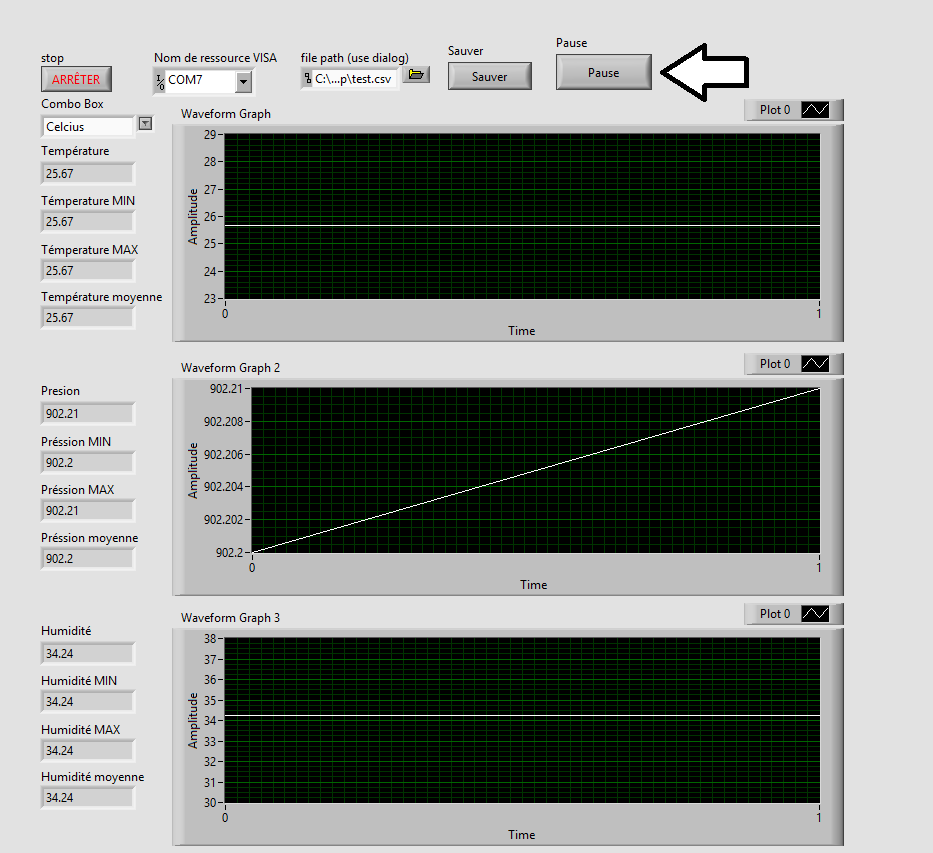 stop
ARRÊTER
Nom de ressource VISA
I/O COM7
file path (use dialog)
C:\...p\test.csv
Sauver
Sauver
Pause
Pause
Combo Box
Celcius
Température
25.67
Témperature MIN
25.67
Témperature MAX
25.67
Température moyenne
25.67
Waveform Graph
Plot 0
Amplitude
29
28
27
26
25
24
23
0
1
Time
Presion
902.21
Préssion MIN
902.2
Préssion MAX
902.21
Préssion moyenne
902.2
Waveform Graph 2
Plot 0
Amplitude
902.21
902.208
902.206
902.204
902.202
902.2
0
1
Time
Humidité
34.24
Humidité MIN
34.24
Humidité MAX
34.24
Humidité moyenne
34.24
Waveform Graph 3
Plot 0
Amplitude
38
37
36
35
34
33
32
31
30
0
1
Time